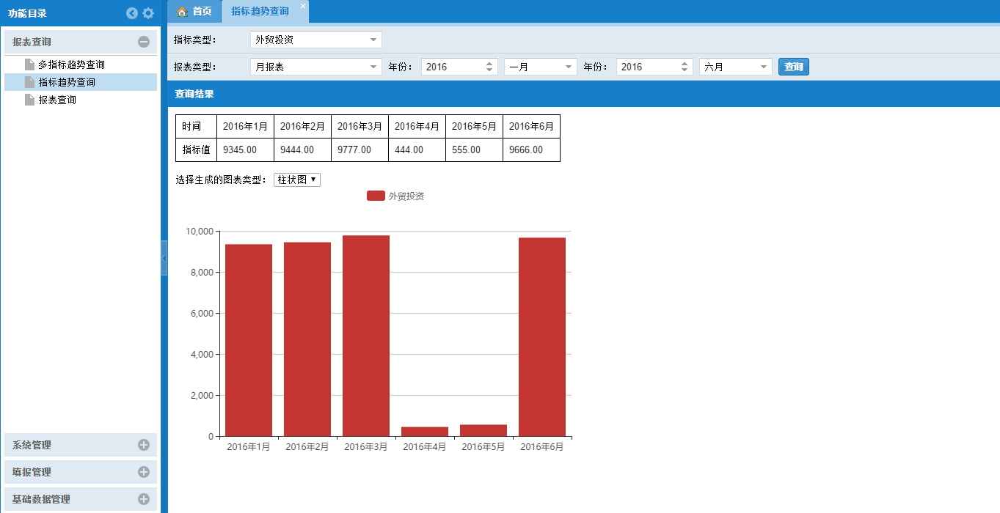 功能目录
首页 指标趋势查询 ×
报表查询
多指标趋势查询
指标趋势查询
报表查询
系统管理
填报管理
基础数据管理
指标类型： 外贸投资
报表类型： 月报表 年份： 2016 一月 年份： 2016 六月 查询
查询结果
时间 2016年1月 2016年2月 2016年3月 2016年4月 2016年5月 2016年6月
指标值 9345.00 9444.00 9777.00 444.00 555.00 9666.00
选择生成的图表类型： 柱状图
外贸投资
10,000
8,000
6,000
4,000
2,000
0
2016年1月 2016年2月 2016年3月 2016年4月 2016年5月 2016年6月